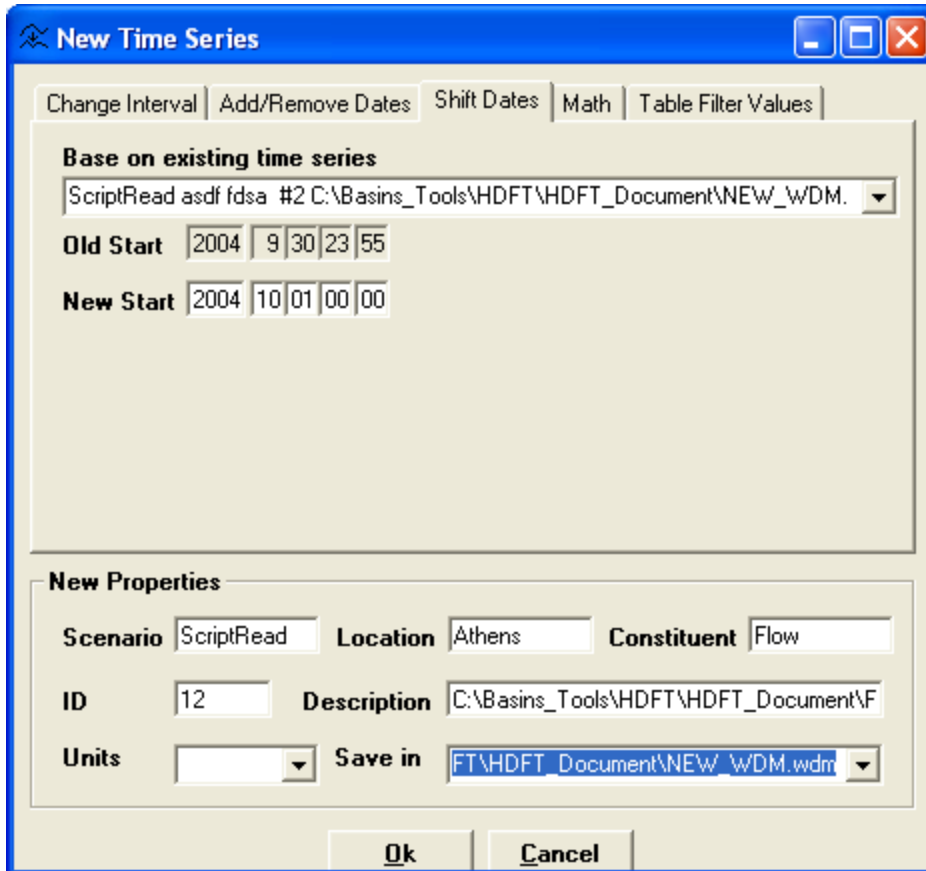 New Time Series
Change Interval Add/Remove Dates Shift Dates Math Table Filter Values
Base on existing time series
ScriptRead asdf fdsa #2 C:\Basins_Tools\HDFT\HDFT_Document\NEW_WDM.
Old Start 2004 9 30 23 55
New Start 2004 10 01 00 00
New Properties
Scenario ScriptRead Location Athens Constituent Flow
ID 12 Description C:\Basins_Tools\HDFT\HDFT_Document\F
Units Save in FT\HDFT_Document\NEW_WDM.wdm
Ok Cancel